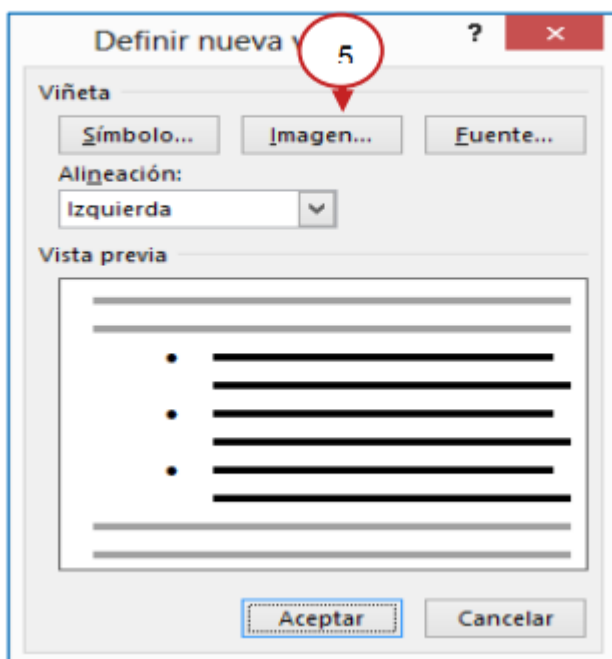 Definir nueva v ? ×
5
Viñeta
Símbolo... Imagen... Fuente...
Alineación:
Izquierda
Vista previa
Aceptar Cancelar